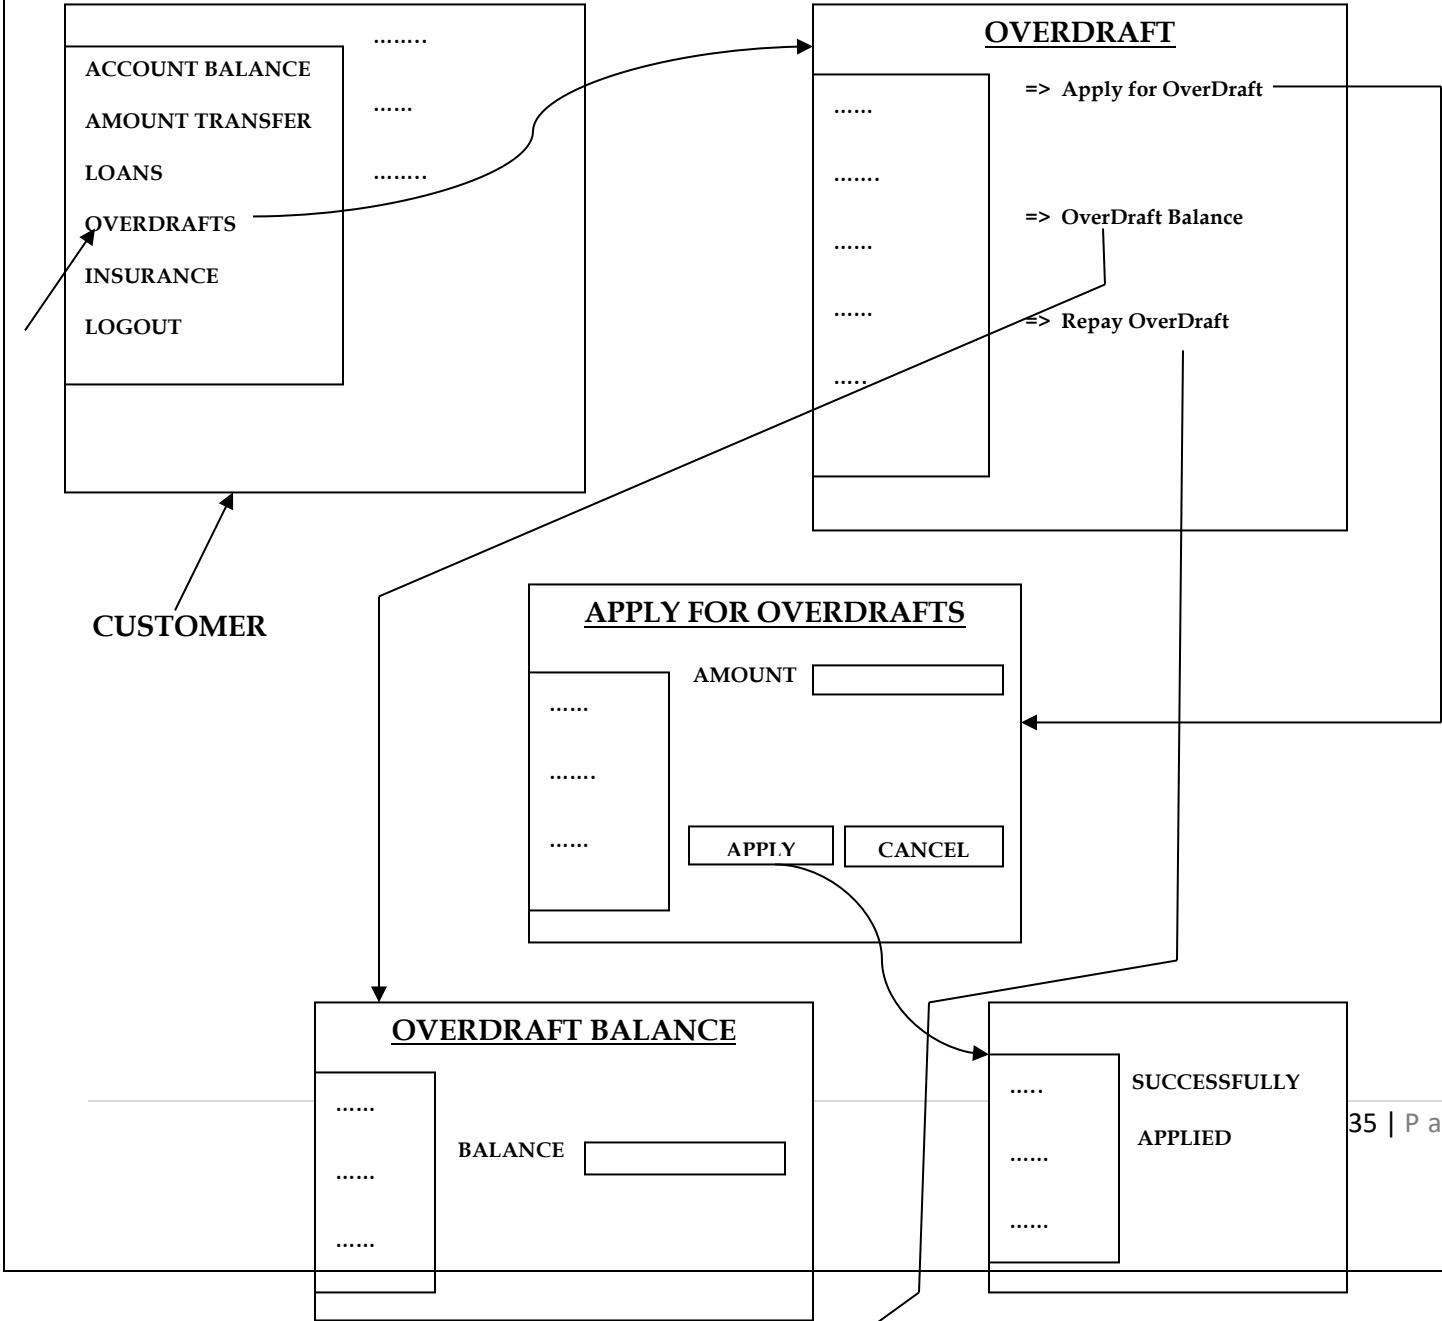 ........
ACCOUNT BALANCE
......
AMOUNT TRANSFER
LOANS
........
OVERDRAFTS
INSURANCE
LOGOUT
CUSTOMER
OVERDRAFT
=> Apply for OverDraft
......
.......
=> OverDraft Balance
......
......
=> Repay OverDraft
.....
APPLY FOR OVERDRAFTS
AMOUNT
......
.......
......
APPLY
CANCEL
OVERDRAFT BALANCE
......
BALANCE
......
......
.....
SUCCESSFULLY
APPLIED
......
......
35 | P a